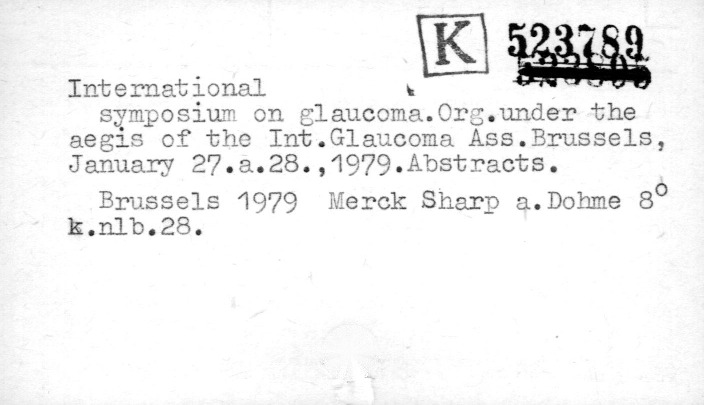 K 523789
International
symposium on glaucoma.Org.under the
aegis of the Int.Glaucoma Ass.Brussels,
January 27.a.28.,1979.Abstracts.
Brussels 1979 Merck Sharp a.Dohme 8°
k.nlb.28.